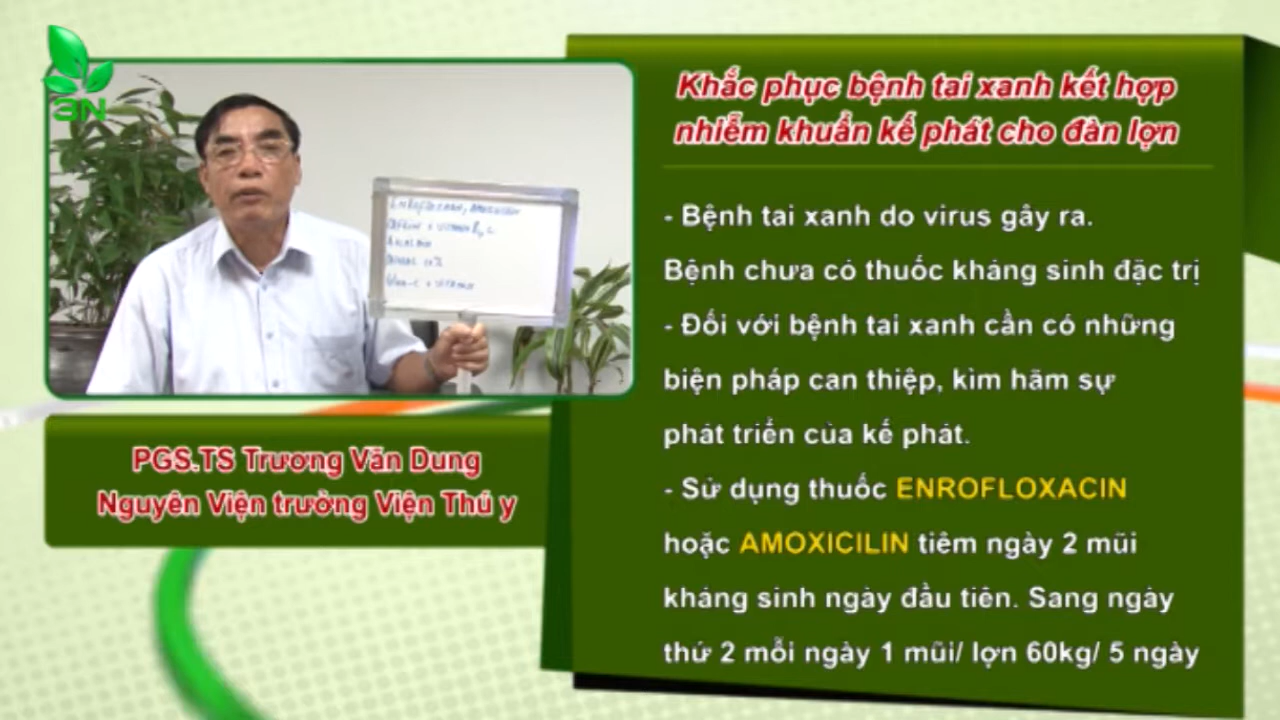 3N
Khắc phục bệnh tai xanh kết hợp
nhiễm khuẩn kế phát cho đàn lợn
- Bệnh tai xanh do virus gây ra.
Bệnh chưa có thuốc kháng sinh đặc trị
- Đối với bệnh tai xanh cần có những
biện pháp can thiệp, kìm hãm sự
phát triển của kế phát.
- Sử dụng thuốc ENROFLOXACIN
hoặc AMOXICILIN tiêm ngày 2 mũi
kháng sinh ngày đầu tiên. Sang ngày
thứ 2 mỗi ngày 1 mũi/ lợn 60kg/ 5 ngày
PGS.TS Trương Văn Dung
Nguyên Viện trưởng Viện Thú y